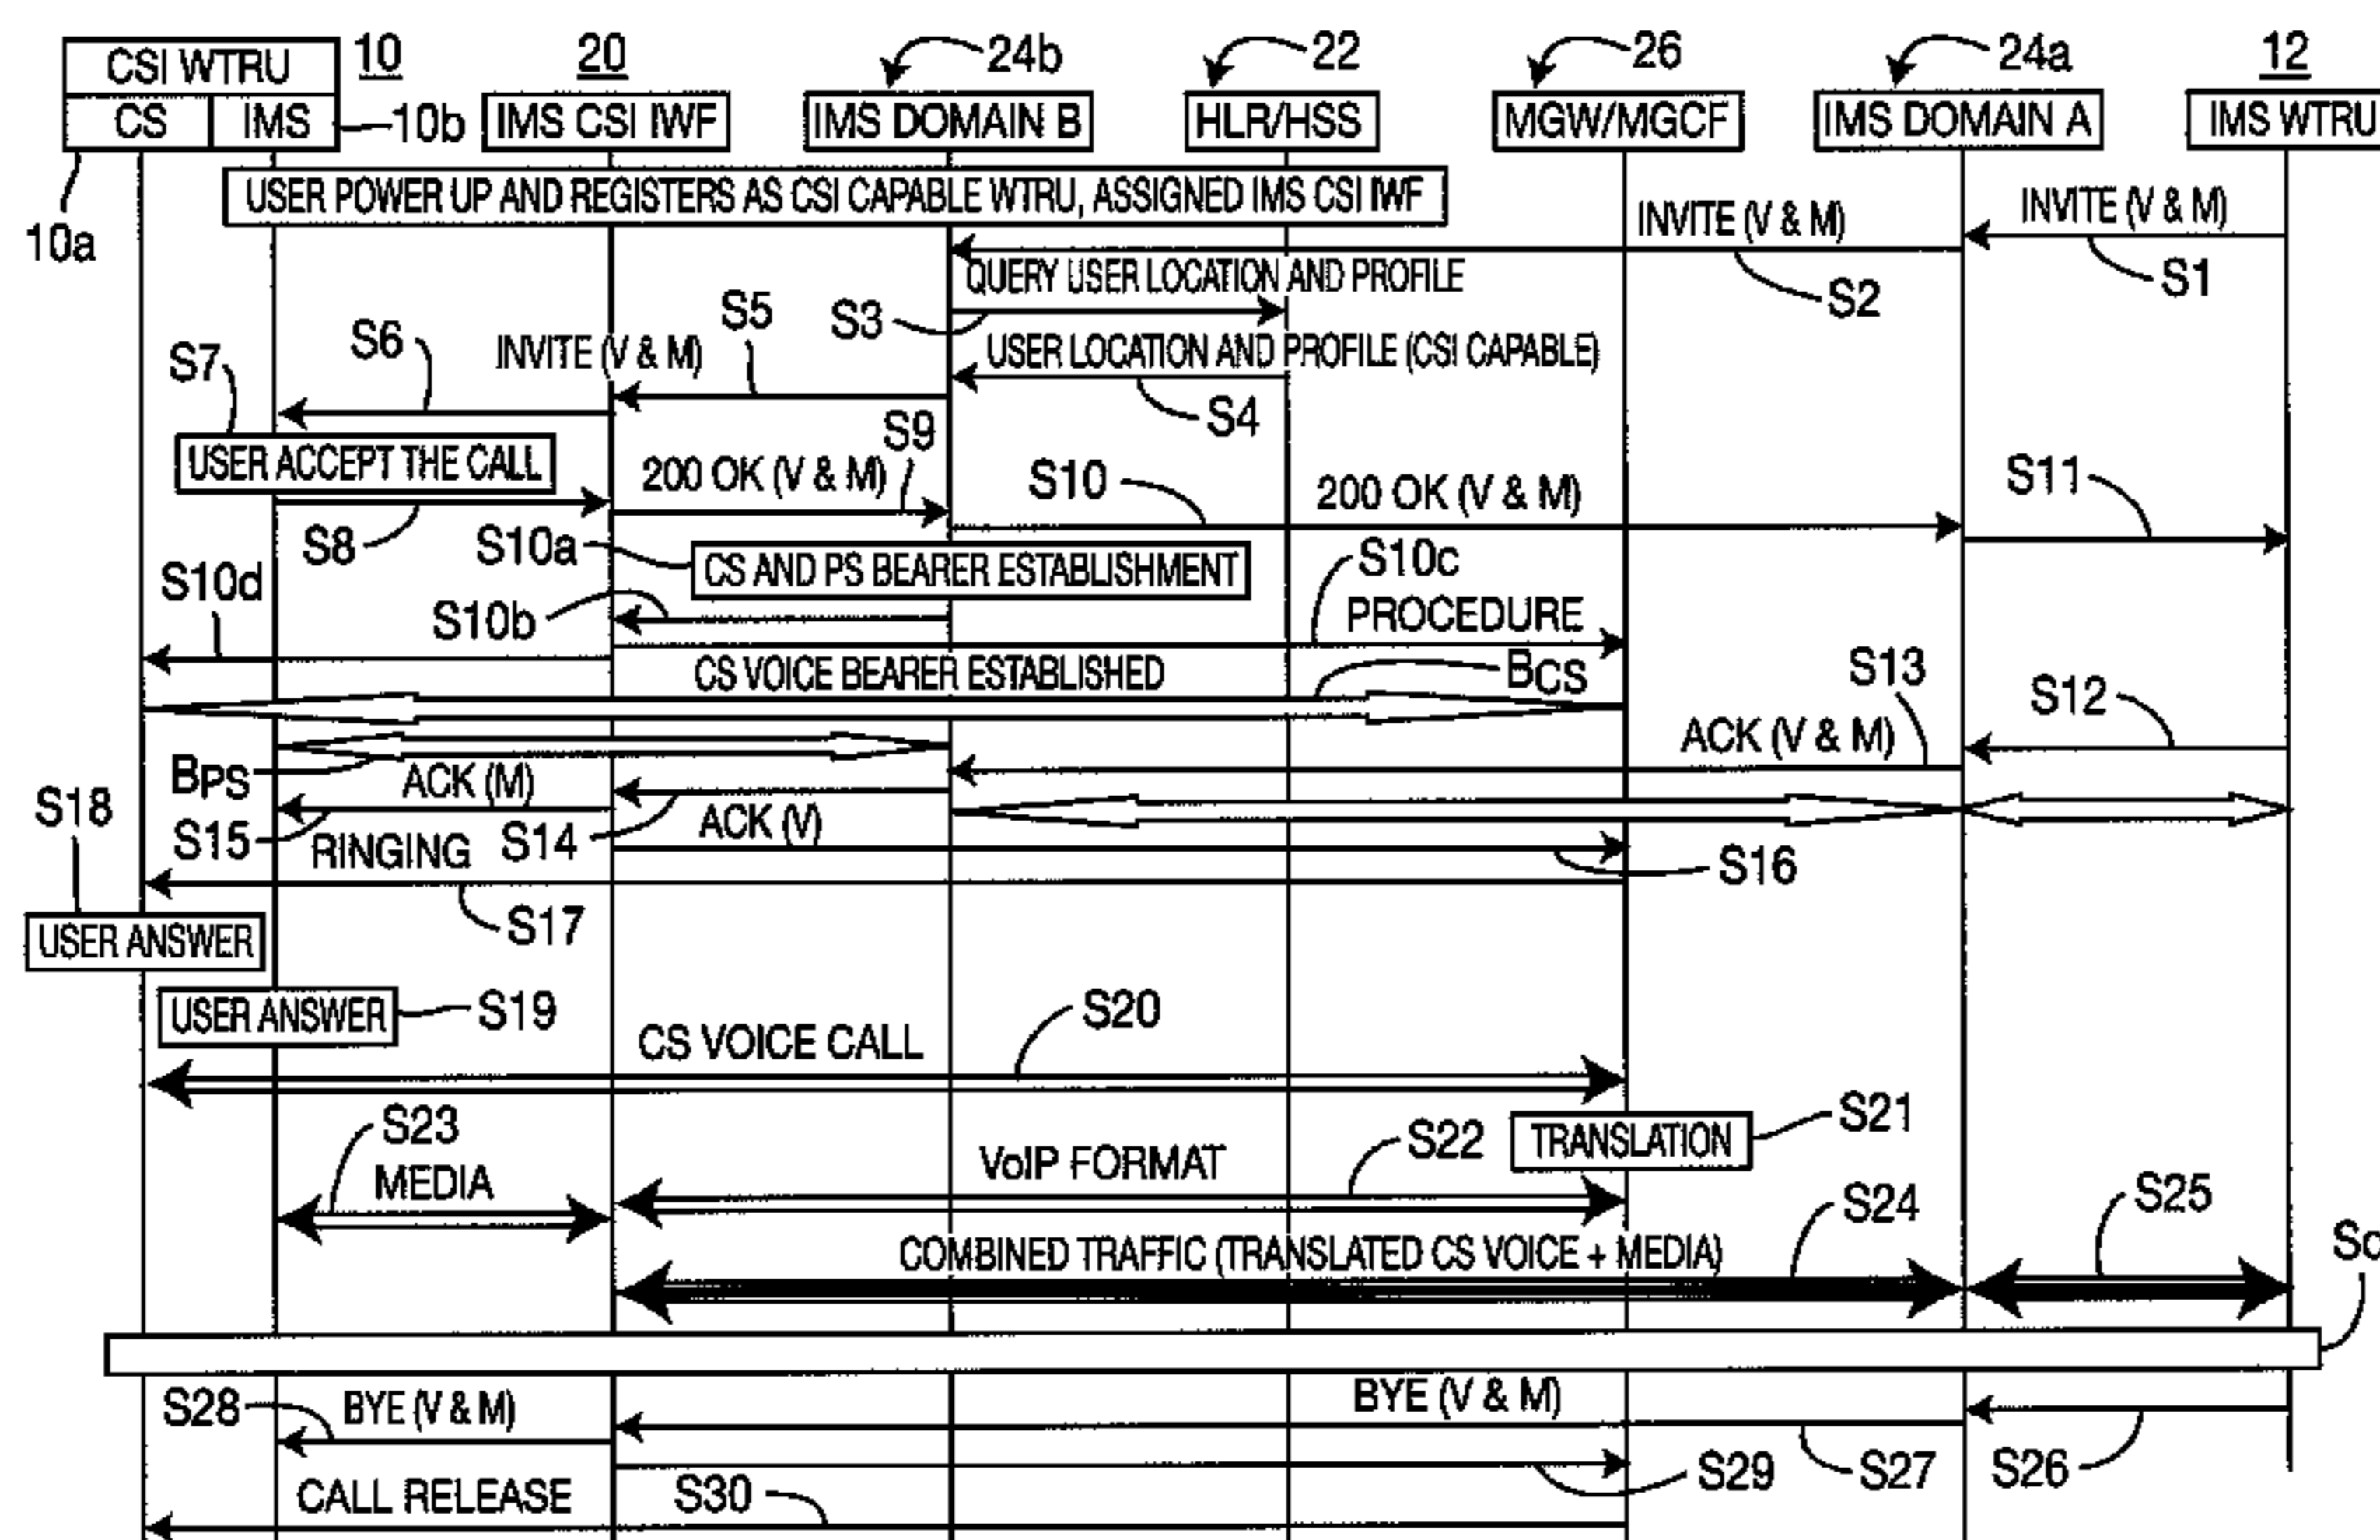 CSI WTRU 10 20 24b 22 26 24a 12
CS IMS 10b IMS CSI IWF IMS DOMAIN B HLR/HSS MGW/MGCF IMS DOMAIN A IMS WTRU
10a
USER POWER UP AND REGISTERS AS CSI CAPABLE WTRU, ASSIGNED IMS CSI IWF
INVITE (V & M) INVITE (V & M)
S2 S1
QUERY USER LOCATION AND PROFILE
S3
S5
USER LOCATION AND PROFILE (CSI CAPABLE)
S4
S7 S6 INVITE (V & M)
USER ACCEPT THE CALL
S8
200 OK (V & M) S9
S10 200 OK (V & M) S11
S10a CS AND PS BEARER ESTABLISHMENT
S10d S10b S10c
PROCEDURE
CS VOICE BEARER ESTABLISHED BCS
S13 S12
ACK (V & M)
BPS ACK (M)
S15 S14 ACK (V)
S16
S18 RINGING
S17
USER ANSWER
USER ANSWER S19
CS VOICE CALL S20
TRANSLATION S21
S23 VoIP FORMAT S22
MEDIA
COMBINED TRAFFIC (TRANSLATED CS VOICE + MEDIA) S24 S25
S28 BYE (V & M) BYE (V & M)
S29 S27 S26
CALL RELEASE S30